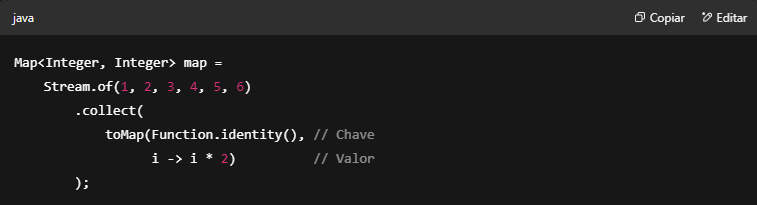 java Copiar Editar
Map<Integer, Integer> map =
    Stream.of(1, 2, 3, 4, 5, 6)
        .collect(
            toMap(Function.identity(), // Chave
                  i -> i * 2)          // Valor
        );